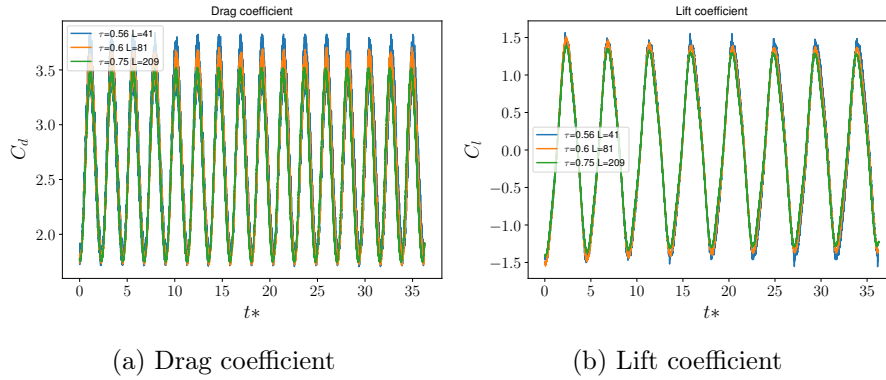 Drag coefficient
τ=0.56 L=41
τ=0.6 L=81
τ=0.75 L=209
3.5
3.0
2.5
2.0
C_d
0 5 10 15 20 25 30 35
t*
(a) Drag coefficient
Lift coefficient
1.5
1.0
0.5
0.0
−0.5
−1.0
−1.5
C_l
τ=0.56 L=41
τ=0.6 L=81
τ=0.75 L=209
0 5 10 15 20 25 30 35
t*
(b) Lift coefficient